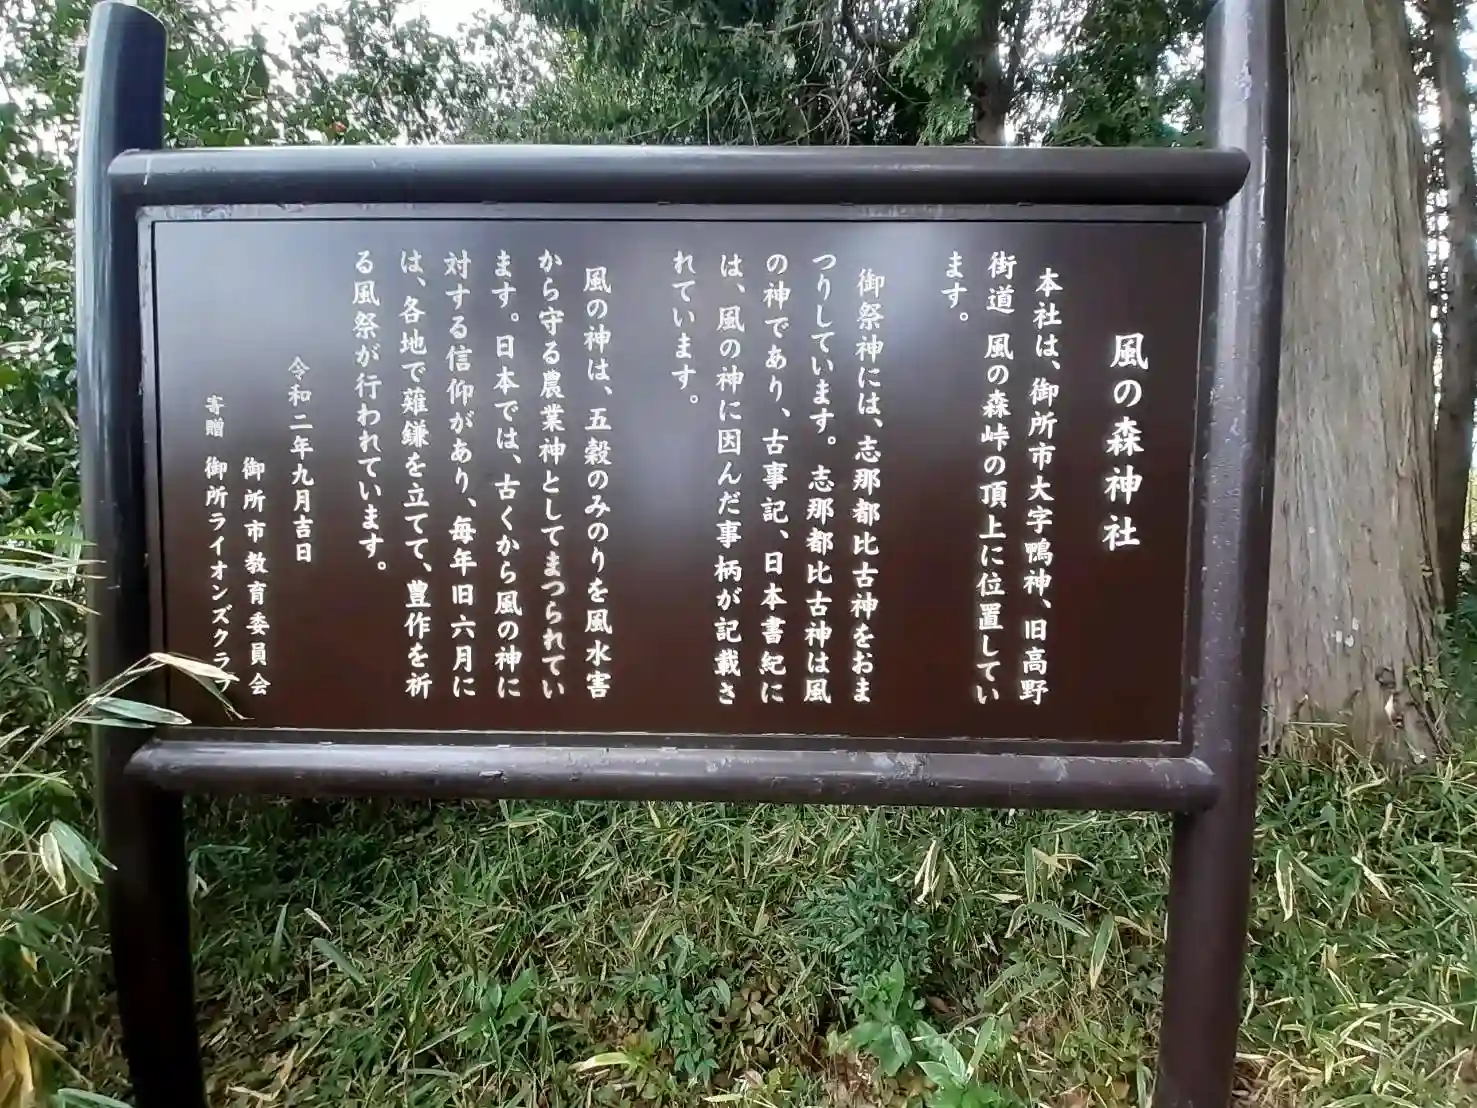 風の森神社
本社は、御所市大字鴨神、旧高野
街道　風の森峠の頂上に位置してい
ます。
御祭神には、志那都比古神をおま
つりしています。志那都比古神は風
の神であり、古事記、日本書紀に
は、風の神に因んだ事柄が記載さ
れています。
風の神は、五穀のみのりを風水害
から守る農業神としてまつられてい
ます。日本では、古くから風の神に
対する信仰があり、毎年旧六月に
は、各地で薙鎌を立てて、豊作を祈
る風祭が行われています。
令和二年九月吉日
御所市教育委員会
寄贈　御所ライオンズクラブ